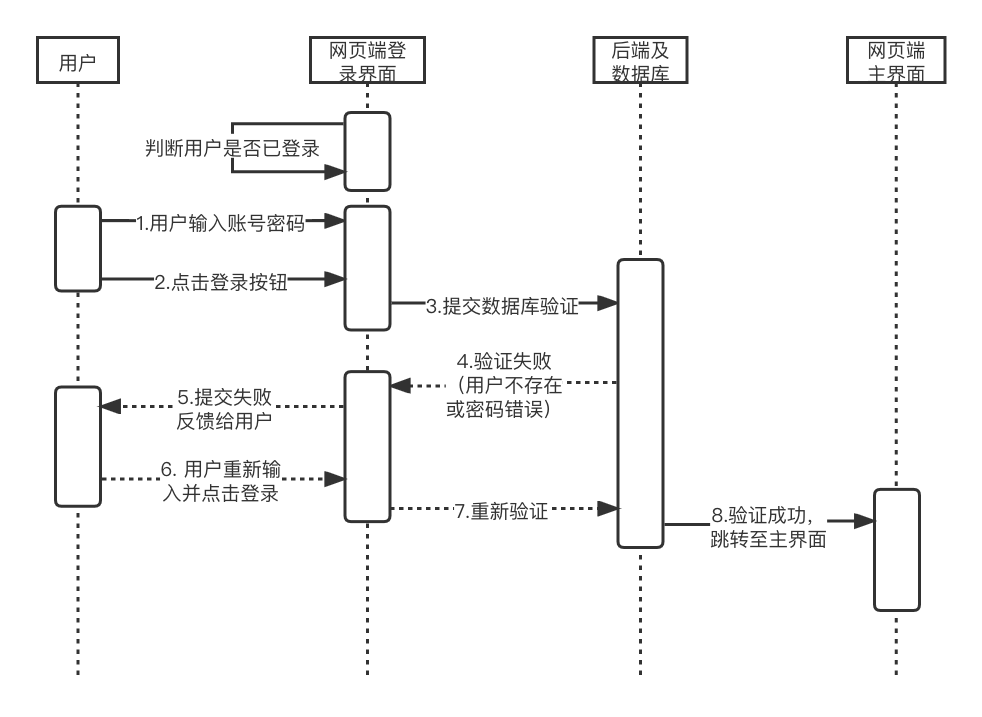 用户
网页端登
录界面
后端及
数据库
网页端
主界面
判断用户是否已登录
1.用户输入账号密码
2.点击登录按钮
3.提交数据库验证
4.验证失败
（用户不存在
或密码错误）
5.提交失败
反馈给用户
6. 用户重新输
入并点击登录
7.重新验证
8.验证成功，
跳转至主界面